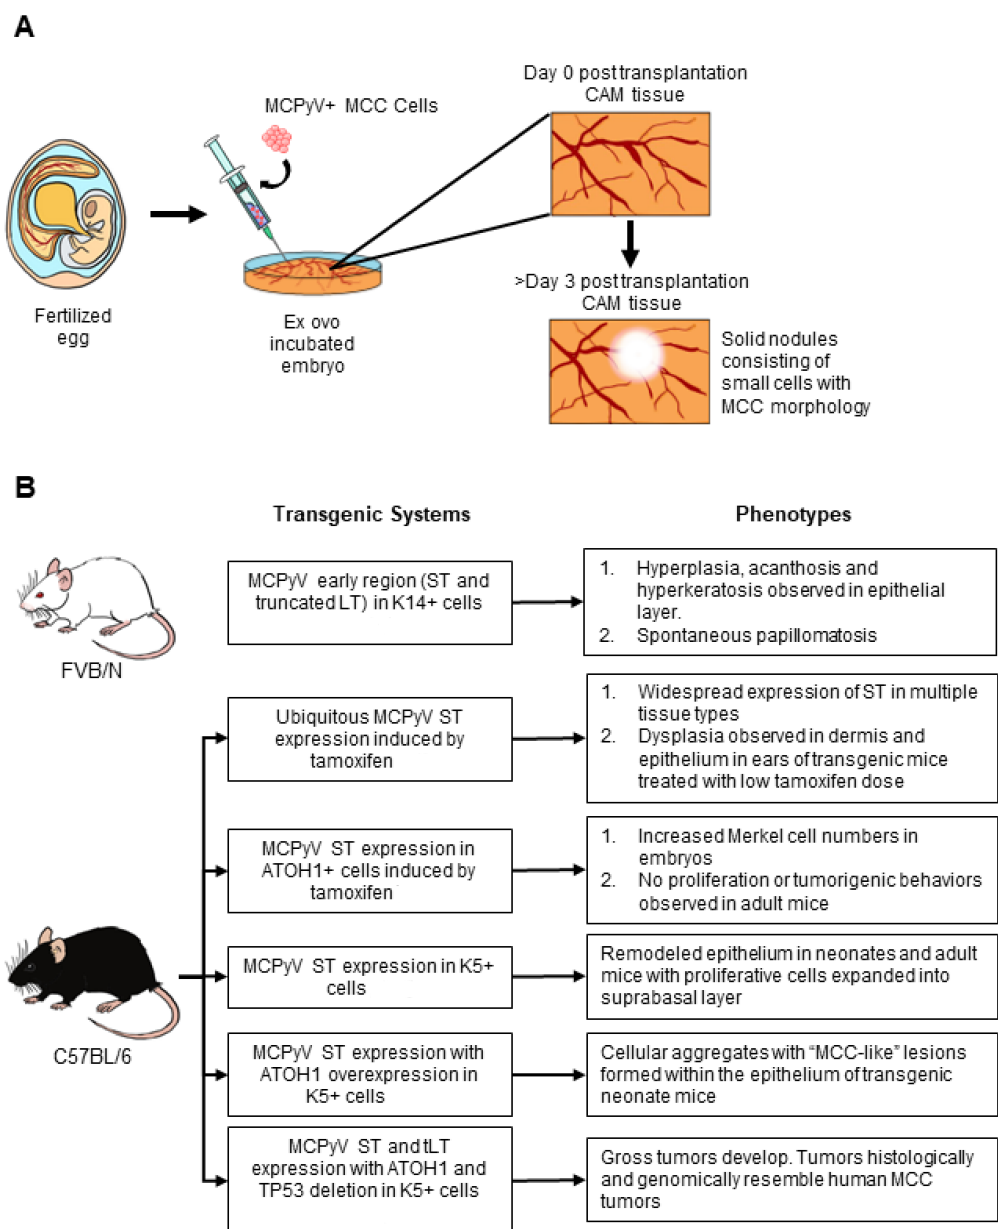 A
MCPyV+ MCC Cells
Day 0 post transplantation
CAM tissue
Fertilized
egg
Ex ovo
incubated
embryo
>Day 3 post transplantation
CAM tissue
Solid nodules
consisting of
small cells with
MCC morphology
B
Transgenic Systems
Phenotypes
FVB/N
MCPyV early region (ST and
truncated LT) in K14+ cells
1. Hyperplasia, acanthosis and
hyperkeratosis observed in epithelial
layer.
2. Spontaneous papillomatosis
C57BL/6
Ubiquitous MCPyV ST
expression induced by
tamoxifen
1. Widespread expression of ST in multiple
tissue types
2. Dysplasia observed in dermis and
epithelium in ears of transgenic mice
treated with low tamoxifen dose
MCPyV ST expression in
ATOH1+ cells induced by
tamoxifen
1. Increased Merkel cell numbers in
embryos
2. No proliferation or tumorigenic behaviors
observed in adult mice
MCPyV ST expression in K5+
cells
Remodeled epithelium in neonates and adult
mice with proliferative cells expanded into
suprabasal layer
MCPyV ST expression with
ATOH1 overexpression in
K5+ cells
Cellular aggregates with “MCC-like” lesions
formed within the epithelium of transgenic
neonate mice
MCPyV ST and tLT
expression with ATOH1 and
TP53 deletion in K5+ cells
Gross tumors develop. Tumors histologically
and genomically resemble human MCC
tumors